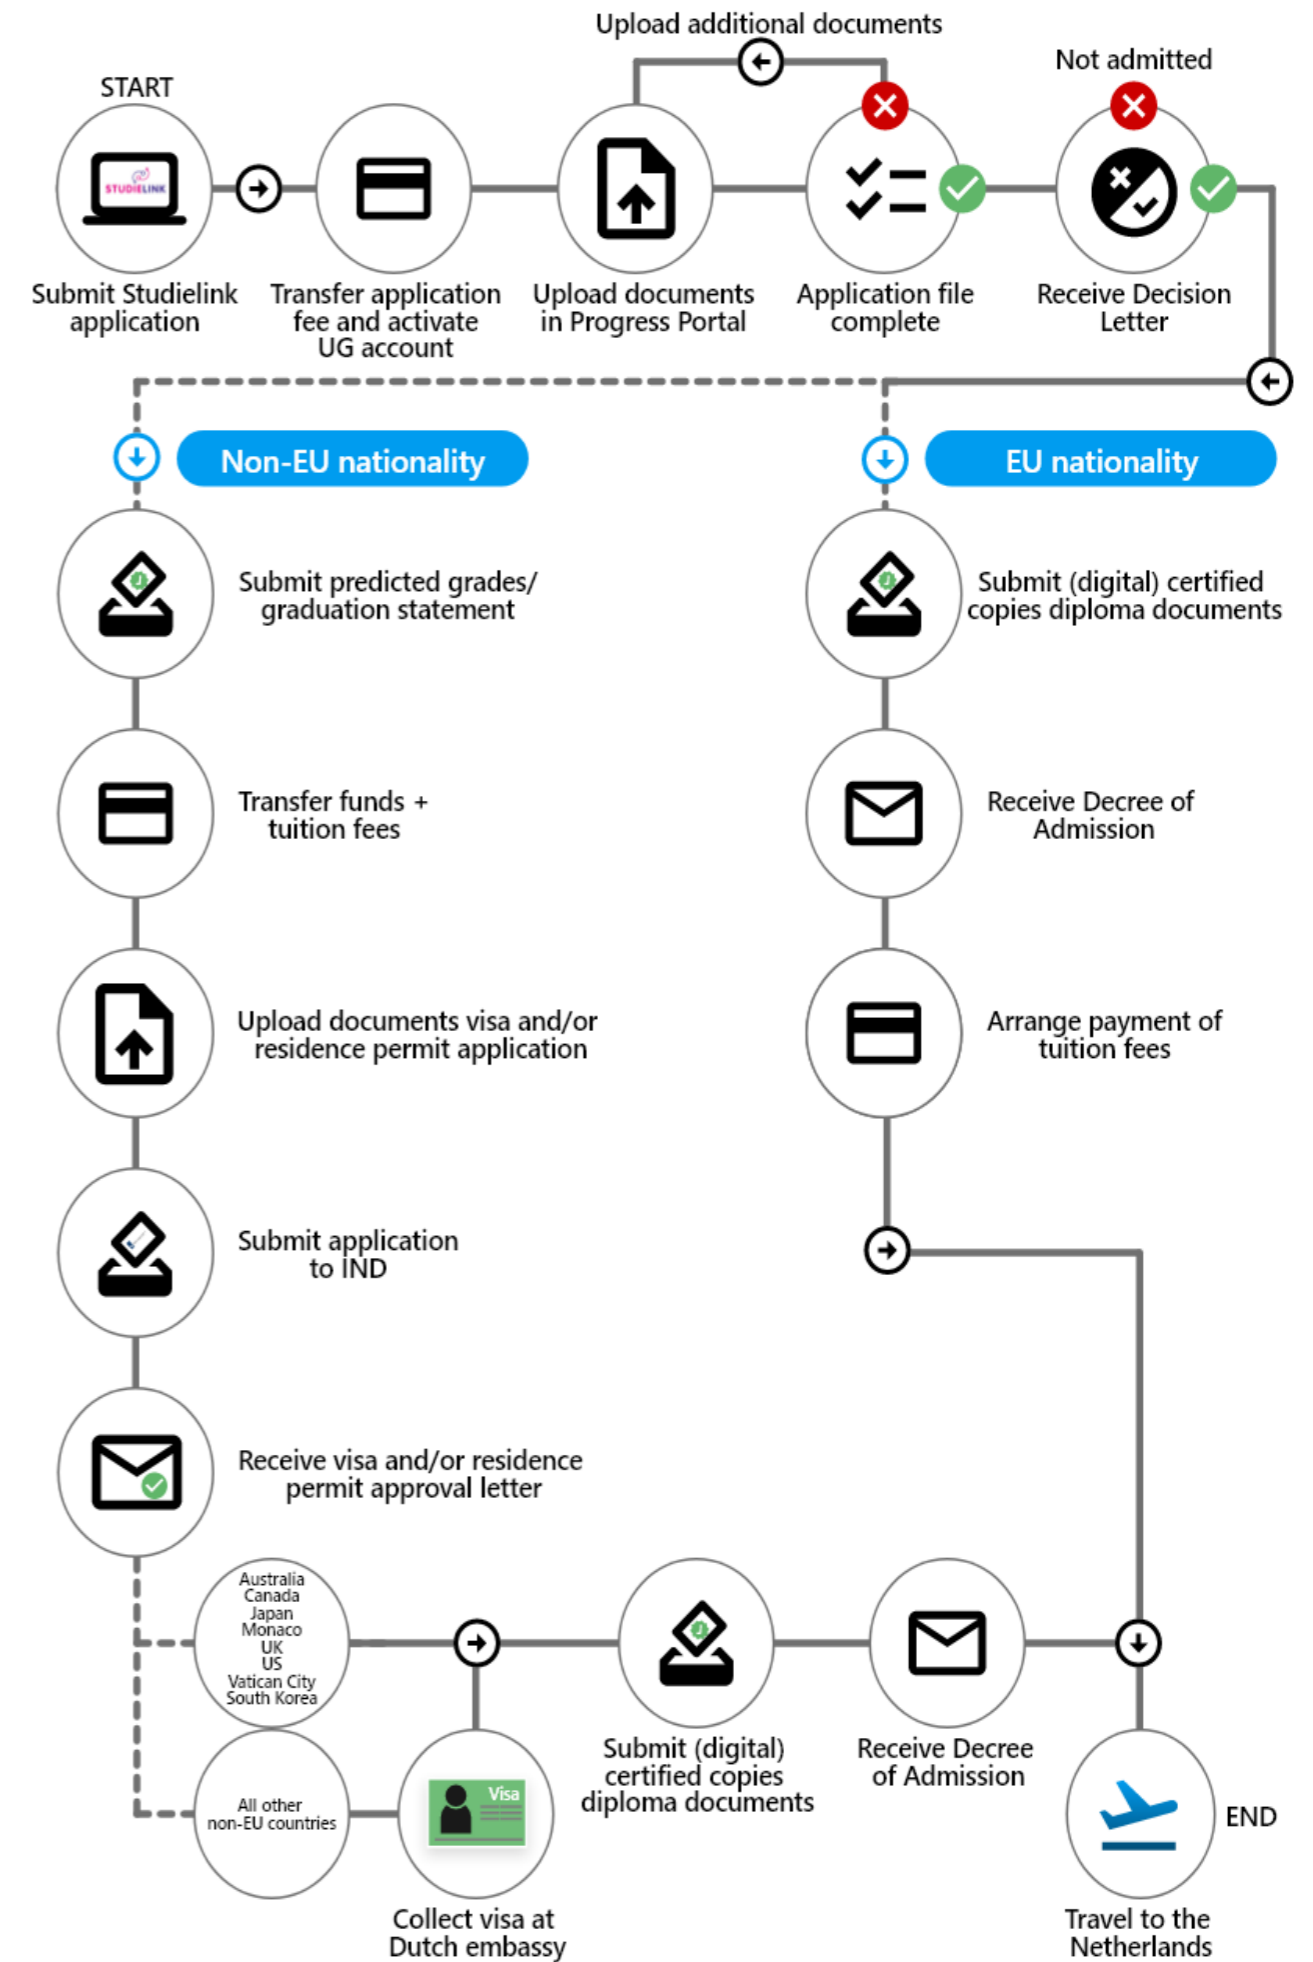 Upload additional documents
Not admitted
START
STUDIELINK
Submit Studielink
application
Transfer application
fee and activate
UG account
Upload documents
in Progress Portal
Application file
complete
Receive Decision
Letter
Non-EU nationality
EU nationality
Submit predicted grades/
graduation statement
Submit (digital) certified
copies diploma documents
Transfer funds +
tuition fees
Receive Decree of
Admission
Upload documents visa and/or
residence permit application
Arrange payment of
tuition fees
Submit application
to IND
Receive visa and/or residence
permit approval letter
Australia
Canada
Japan
Monaco
UK
US
Vatican City
South Korea
Submit (digital)
certified copies
diploma documents
Receive Decree
of Admission
All other
non-EU countries
Visa
Collect visa at
Dutch embassy
END
Travel to the
Netherlands